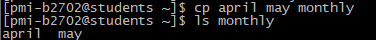 [pmi-b2702@students ~]$ cp april may monthly
[pmi-b2702@students ~]$ ls monthly
april  may